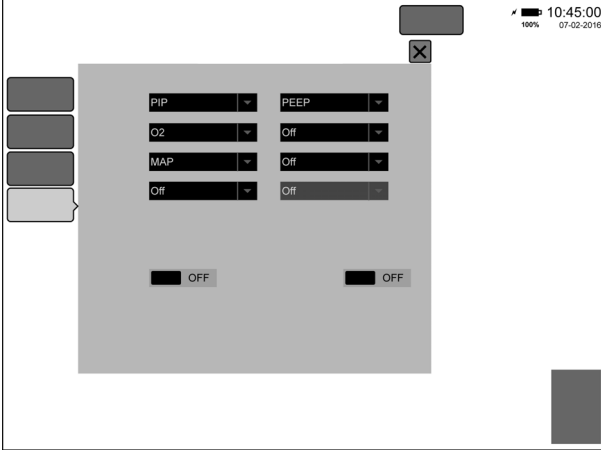 10:45:00
100% 07-02-2016
PIP PEEP
O2 Off
MAP Off
Off Off
OFF OFF